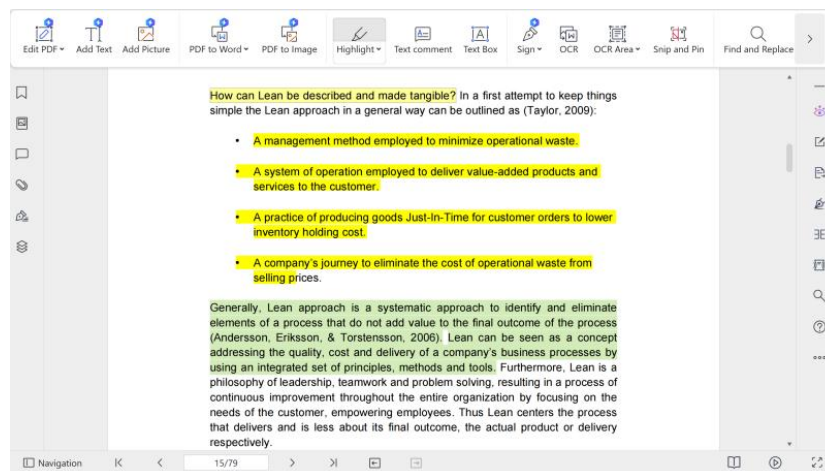 Edit PDF
Add Text
Add Picture
PDF to Word
PDF to Image
Highlight
Text comment
Text Box
Sign
OCR
OCR Area
Snip and Pin
Find and Replace
How can Lean be described and made tangible? In a first attempt to keep things
simple the Lean approach in a general way can be outlined as (Taylor, 2009):
• A management method employed to minimize operational waste.
• A system of operation employed to deliver value-added products and
services to the customer.
• A practice of producing goods Just-In-Time for customer orders to lower
inventory holding cost.
• A company's journey to eliminate the cost of operational waste from
selling prices.
Generally, Lean approach is a systematic approach to identify and eliminate
elements of a process that do not add value to the final outcome of the process
(Andersson, Eriksson, & Torstensson, 2006). Lean can be seen as a concept
addressing the quality, cost and delivery of a company's business processes by
using an integrated set of principles, methods and tools. Furthermore, Lean is a
philosophy of leadership, teamwork and problem solving, resulting in a process of
continuous improvement throughout the entire organization by focusing on the
needs of the customer, empowering employees. Thus Lean centers the process
that delivers and is less about its final outcome, the actual product or delivery
respectively.
Navigation
15/79